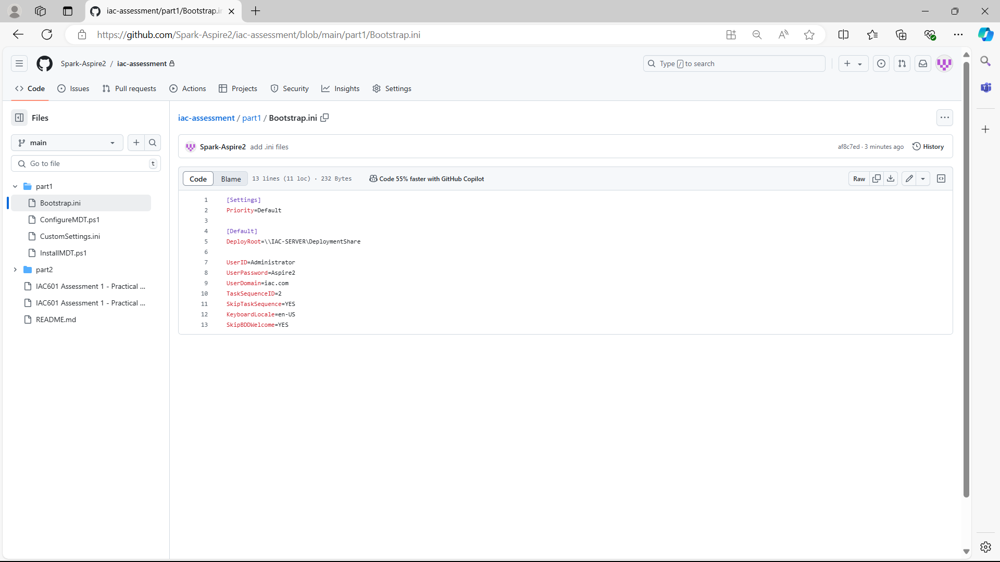 iac-assessment/part1/Bootstrap.in
https://github.com/Spark-Aspire2/iac-assessment/blob/main/part1/Bootstrap.ini
Spark-Aspire2 / iac-assessment
Type / to search
Code
Issues
Pull requests
Actions
Projects
Security
Insights
Settings
Files
main
Go to file
t
part1
Bootstrap.ini
ConfigureMDT.ps1
CustomSettings.ini
InstallMDT.ps1
part2
IAC601 Assessment 1 - Practical ...
IAC601 Assessment 1 - Practical ...
README.md
iac-assessment / part1 / Bootstrap.ini
Spark-Aspire2 add .ini files
af8c7ed · 3 minutes ago
History
Code
Blame
13 lines (11 loc) · 232 Bytes
Code 55% faster with GitHub Copilot
Raw
1 [Settings]
2 Priority=Default
3
4 [Default]
5 DeployRoot=\\IAC-SERVER\DeploymentShare
6
7 UserID=Administrator
8 UserPassword=Aspire2
9 UserDomain=iac.com
10 TaskSequenceID=2
11 SkipTaskSequence=YES
12 KeyboardLocale=en-US
13 SkipBDDWelcome=YES